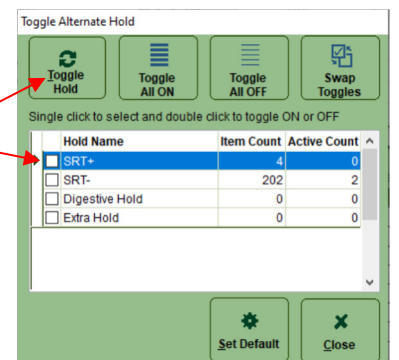 Toggle Alternate Hold
Toggle Hold
Toggle All ON
Toggle All OFF
Swap Toggles
Single click to select and double click to toggle ON or OFF
Hold Name Item Count Active Count
SRT+ 4 0
SRT- 202 2
Digestive Hold 0 0
Extra Hold 0 0
Set Default
Close